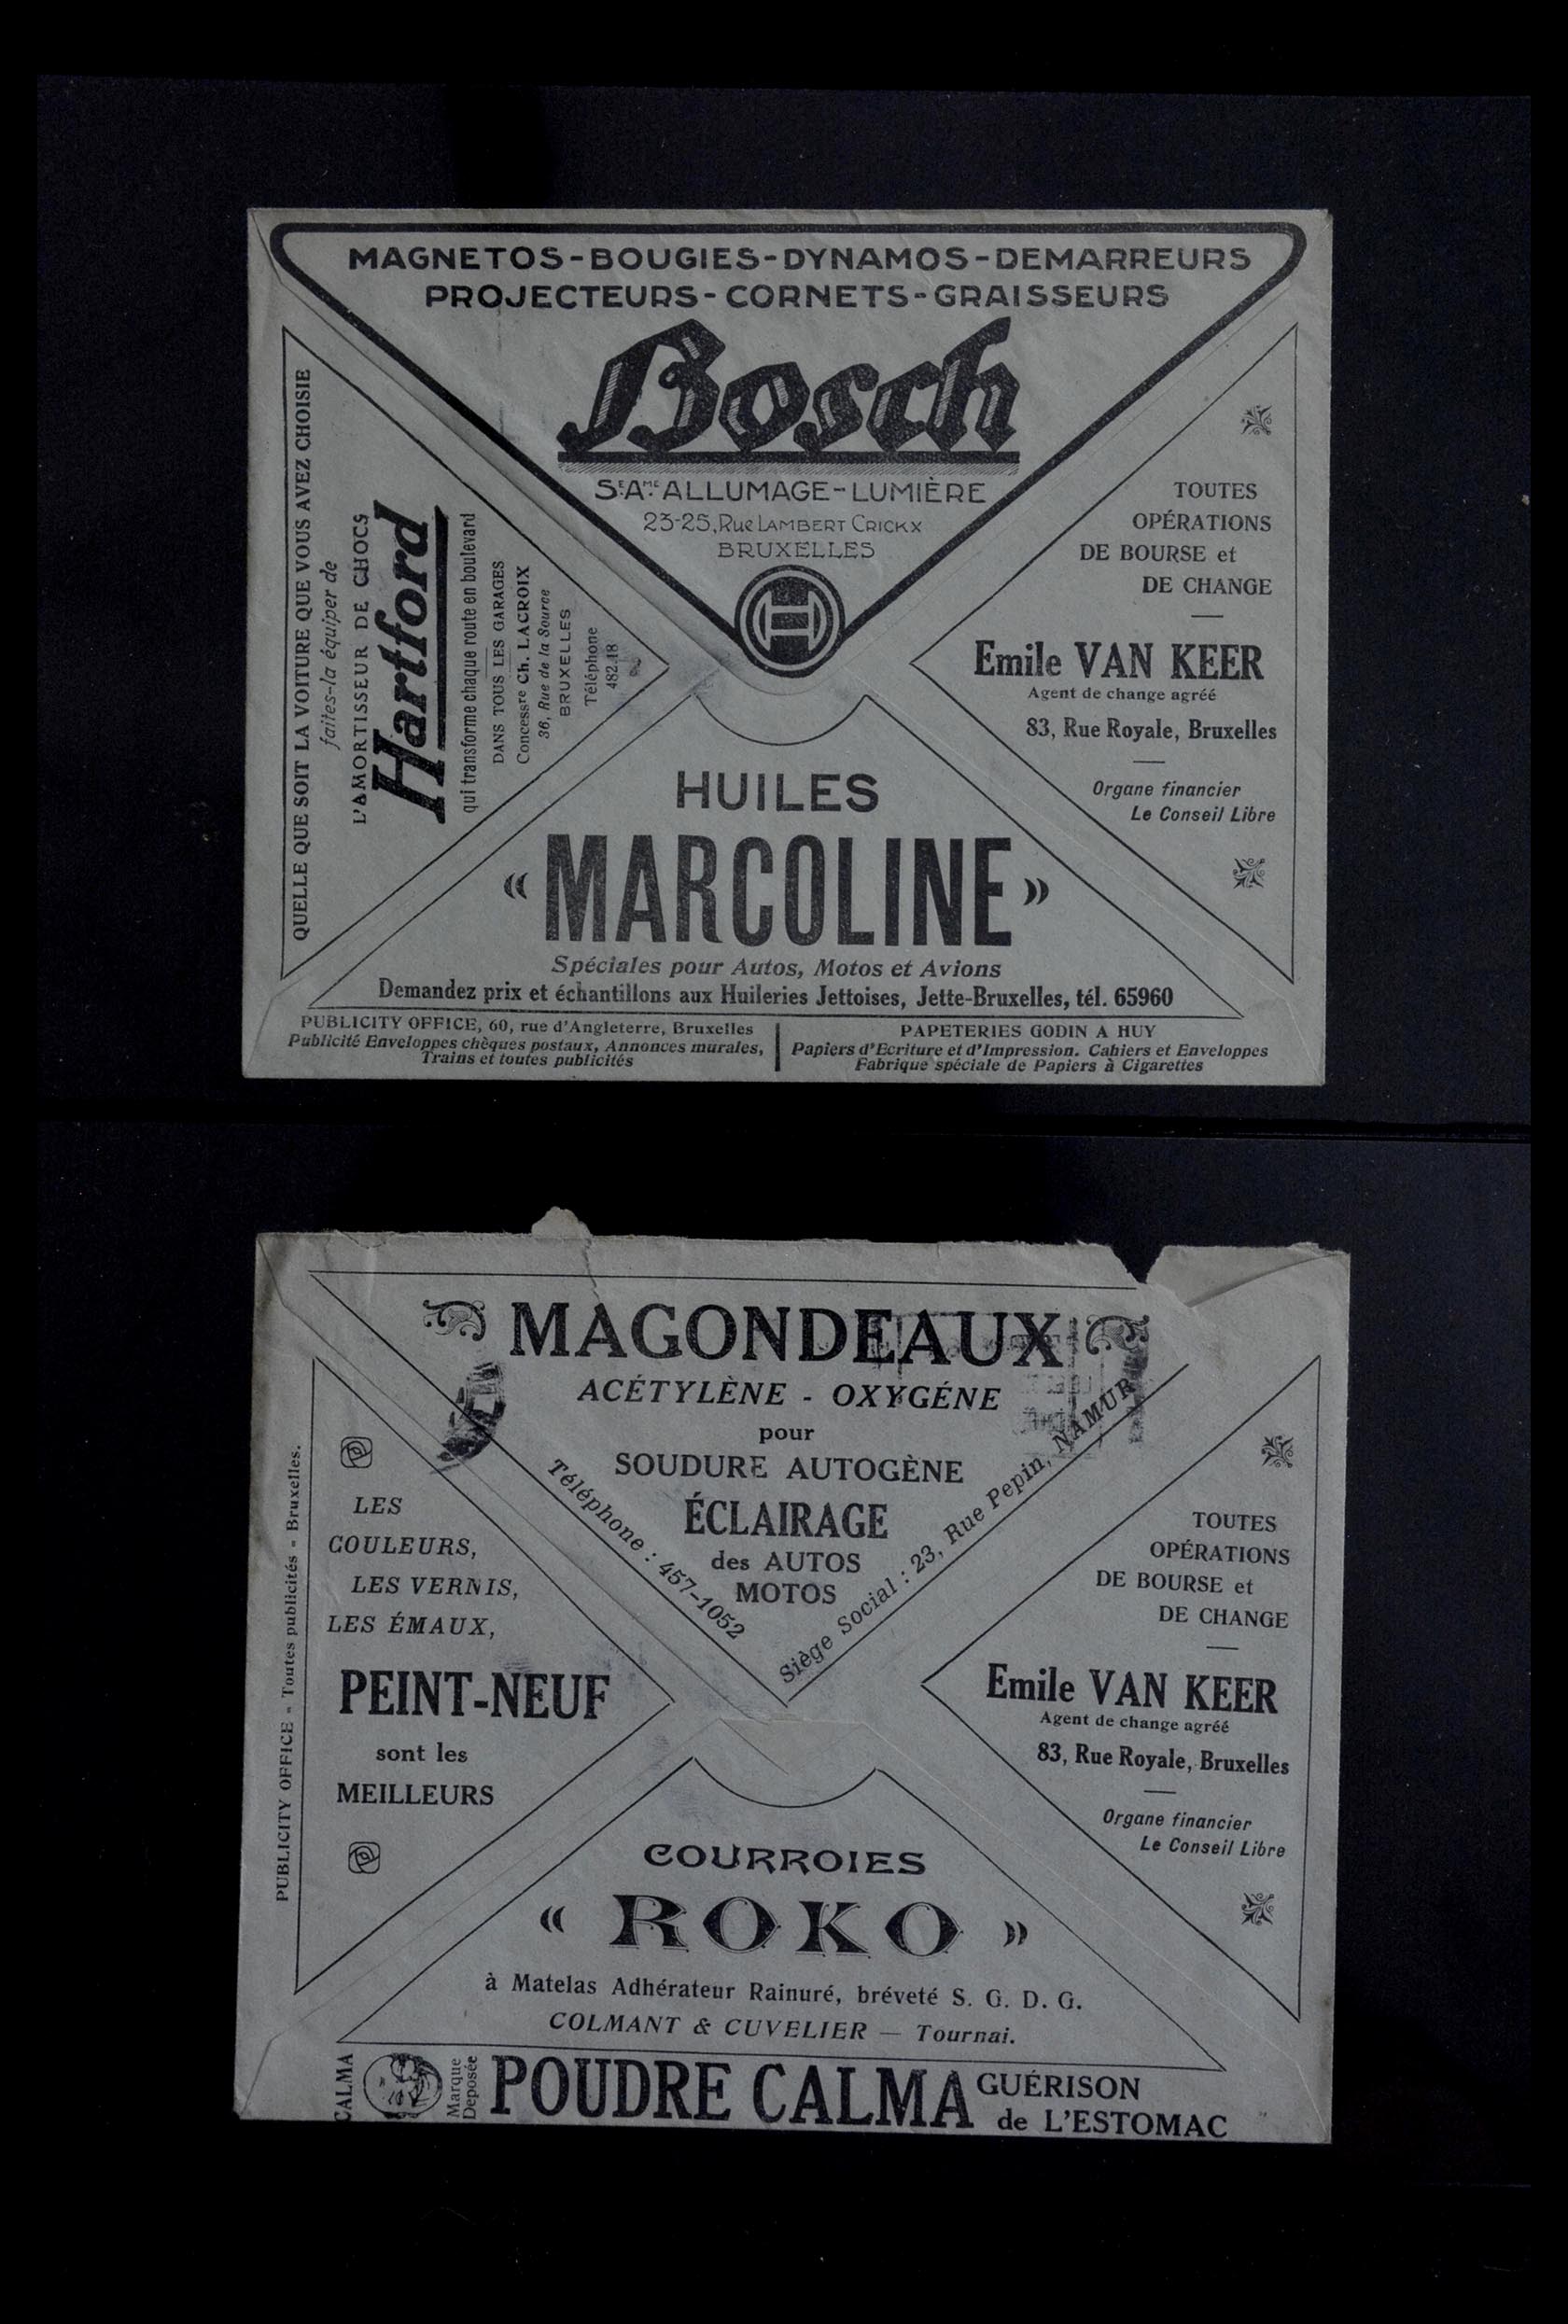 MAGNETOS-BOUGIES-DYNAMOS-DEMARREURS
PROJECTEURS-CORNETS-GRAISSEURS
Bosch
Sᵗ.Aᵐᵉ. ALLUMAGE-LUMIÈRE
23-25, Rue LAMBERT CRICKX
BRUXELLES
QUELLE QUE SOIT LA VOITURE QUE VOUS AVEZ CHOISIE
faites-la équiper de
L'AMORTISSEUR DE CHOCS
Hartford
qui transforme chaque route en boulevard
DANS TOUS LES GARAGES
Concessʳᵉ Ch. LACROIX
36, Rue de la Source
BRUXELLES
Téléphone
482.18
TOUTES
OPÉRATIONS
DE BOURSE et
DE CHANGE
Emile VAN KEER
Agent de change agréé
83, Rue Royale, Bruxelles
Organe financier
Le Conseil Libre
HUILES
« MARCOLINE »
Spéciales pour Autos, Motos et Avions
Demandez prix et échantillons aux Huileries Jettoises, Jette-Bruxelles, tél. 65960
PUBLICITY OFFICE, 60, rue d'Angleterre, Bruxelles
Publicité Enveloppes chèques postaux, Annonces murales,
Trains et toutes publicités
PAPETERIES GODIN A HUY
Papiers d'Ecriture et d'Impression. Cahiers et Enveloppes
Fabrique spéciale de Papiers à Cigarettes
MAGONDEAUX
ACÉTYLÈNE - OXYGÉNE
pour
SOUDURE AUTOGÈNE
ÉCLAIRAGE
des AUTOS
MOTOS
Téléphone : 457-1052
Siège Social : 23, Rue Pepin, NAMUR
PUBLICITY OFFICE - Toutes publicités - Bruxelles.
LES
COULEURS,
LES VERNIS,
LES ÉMAUX,
PEINT-NEUF
sont les
MEILLEURS
TOUTES
OPÉRATIONS
DE BOURSE et
DE CHANGE
Emile VAN KEER
Agent de change agréé
83, Rue Royale, Bruxelles
Organe financier
Le Conseil Libre
COURROIES
« ROKO »
à Matelas Adhérateur Rainuré, bréveté S. G. D. G.
COLMANT & CUVELIER — Tournai.
CALMA
Marque
Deposée
POUDRE CALMA
GUÉRISON
de L'ESTOMAC